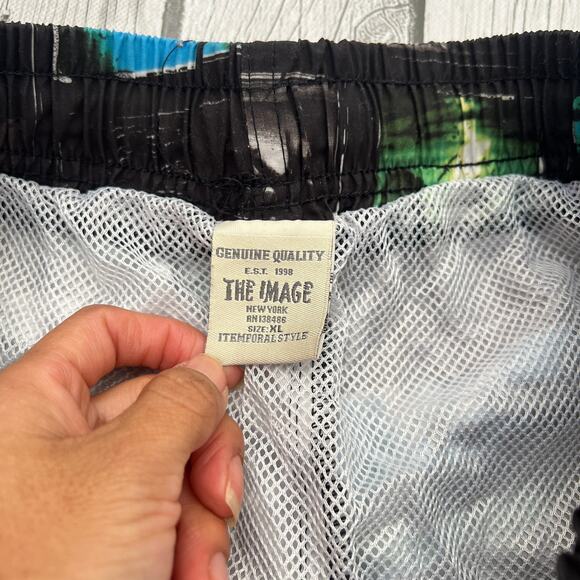 GENUINE QUALITY
E.S.T. 1998
THE IMAGE
NEW YORK
RN138486
SIZE: XL
ITEMPORAL STYLE